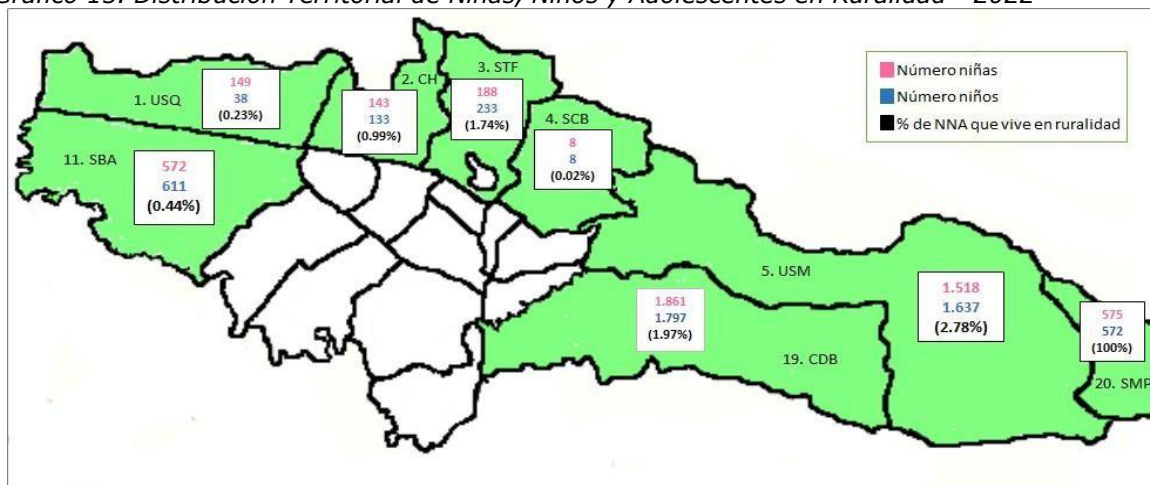 Gráfico 15. Distribución Territorial de Niñas, Niños y Adolescentes en Ruralidad - 2022
Número niñas
Número niños
% de NNA que vive en ruralidad
1. USQ
149
38
(0.23%)
2. CH
143
133
(0.99%)
3. STF
188
233
(1.74%)
4. SCB
8
8
(0.02%)
11. SBA
572
611
(0.44%)
5. USM
1.518
1.637
(2.78%)
19. CDB
1.861
1.797
(1.97%)
575
572
(100%)
20. SMP